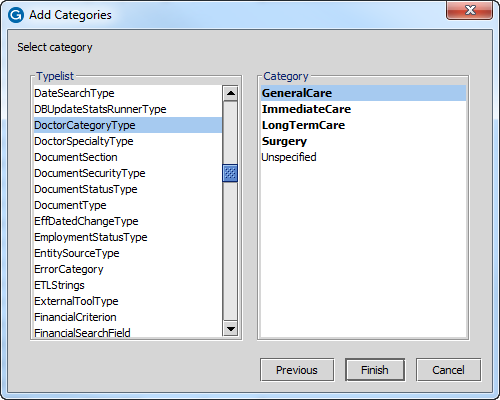 G Add Categories
Select category
Typelist
DateSearchType
DBUpdateStatsRunnerType
DoctorCategoryType
DoctorSpecialtyType
DocumentSection
DocumentSecurityType
DocumentStatusType
DocumentType
EffDatedChangeType
EmploymentStatusType
EntitySourceType
ErrorCategory
ETLStrings
ExternalToolType
FinancialCriterion
FinancialSearchField
Category
GeneralCare
ImmediateCare
LongTermCare
Surgery
Unspecified
Previous Finish Cancel